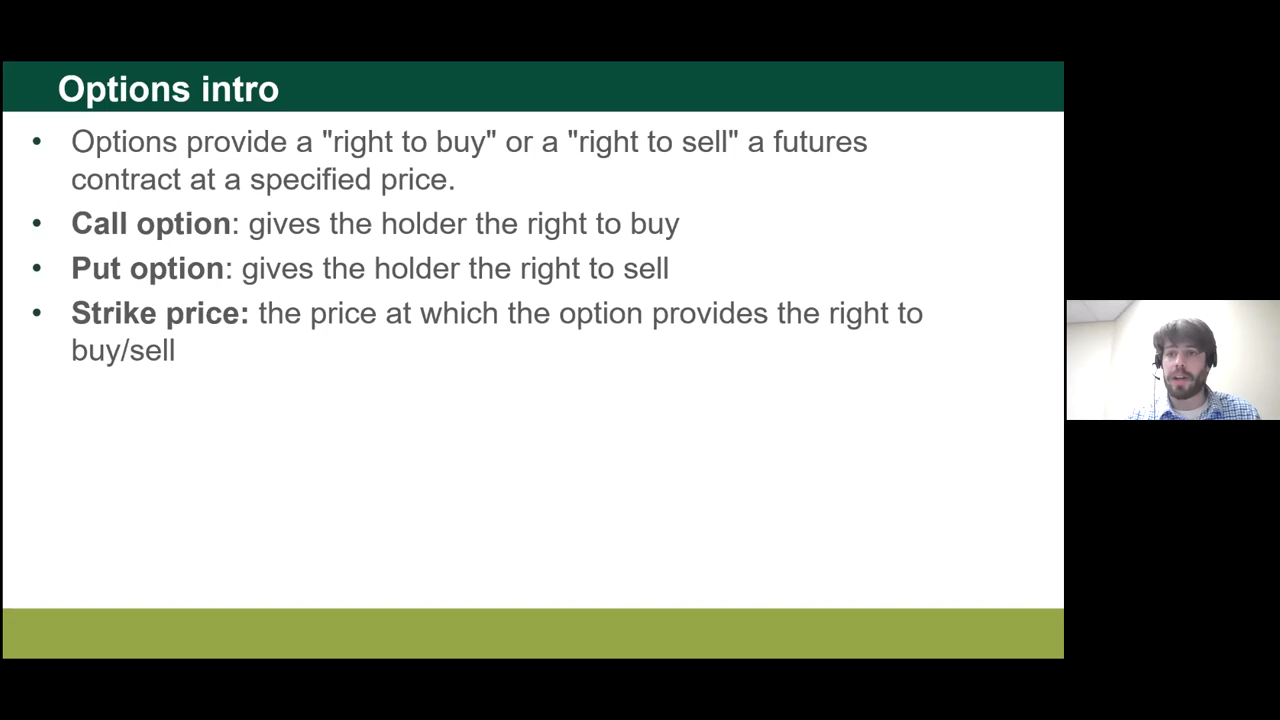 Options intro
• Options provide a "right to buy" or a "right to sell" a futures
contract at a specified price.
• Call option: gives the holder the right to buy
• Put option: gives the holder the right to sell
• Strike price: the price at which the option provides the right to
buy/sell